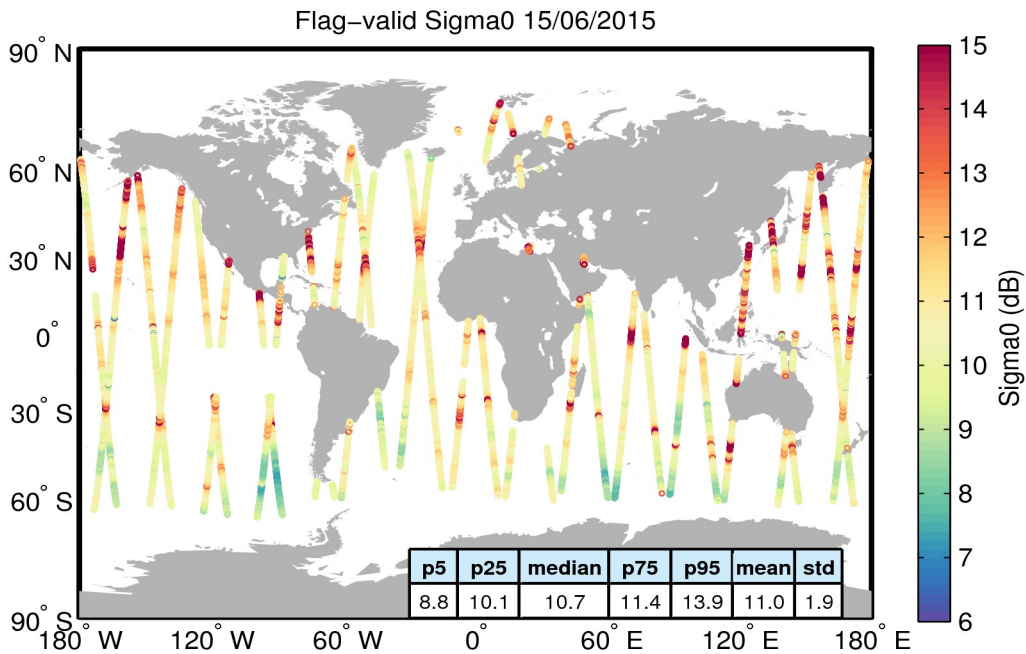 Flag−valid Sigma0 15/06/2015
90° N
60° N
30° N
0°
30° S
60° S
90° S
180° W
120° W
60° W
0°
60° E
120° E
180° E
p5 p25 median p75 p95 mean std
8.8 10.1 10.7 11.4 13.9 11.0 1.9
15
14
13
12
11
10
9
8
7
6
Sigma0 (dB)